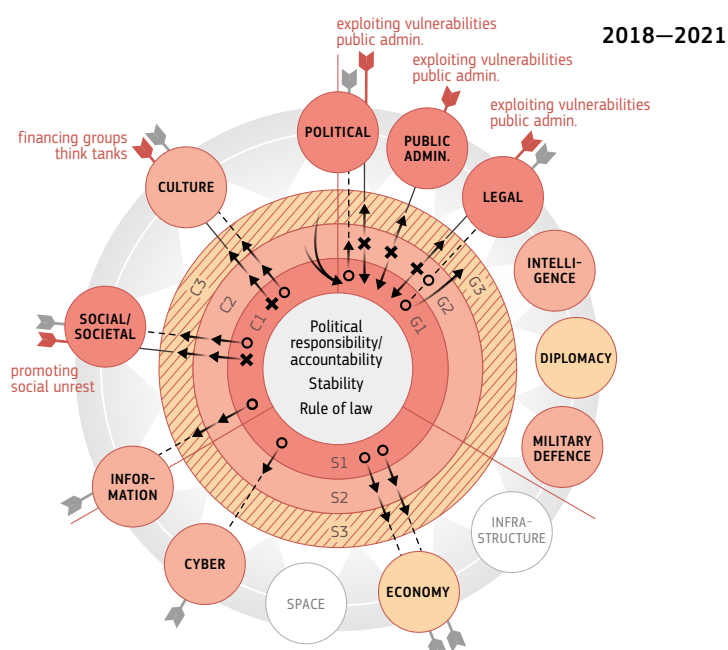 2018—2021
exploiting vulnerabilities
public admin.
exploiting vulnerabilities
public admin.
exploiting vulnerabilities
public admin.
financing groups
think tanks
POLITICAL
PUBLIC
ADMIN.
CULTURE
LEGAL
INTELLI-
GENCE
C3
C2
C1
G3
G2
G1
SOCIAL/
SOCIETAL
Political
responsibility/
accountability
Stability
Rule of law
DIPLOMACY
promoting
social unrest
MILITARY
DEFENCE
INFOR-
MATION
S1
S2
S3
INFRA-
STRUCTURE
CYBER
SPACE
ECONOMY